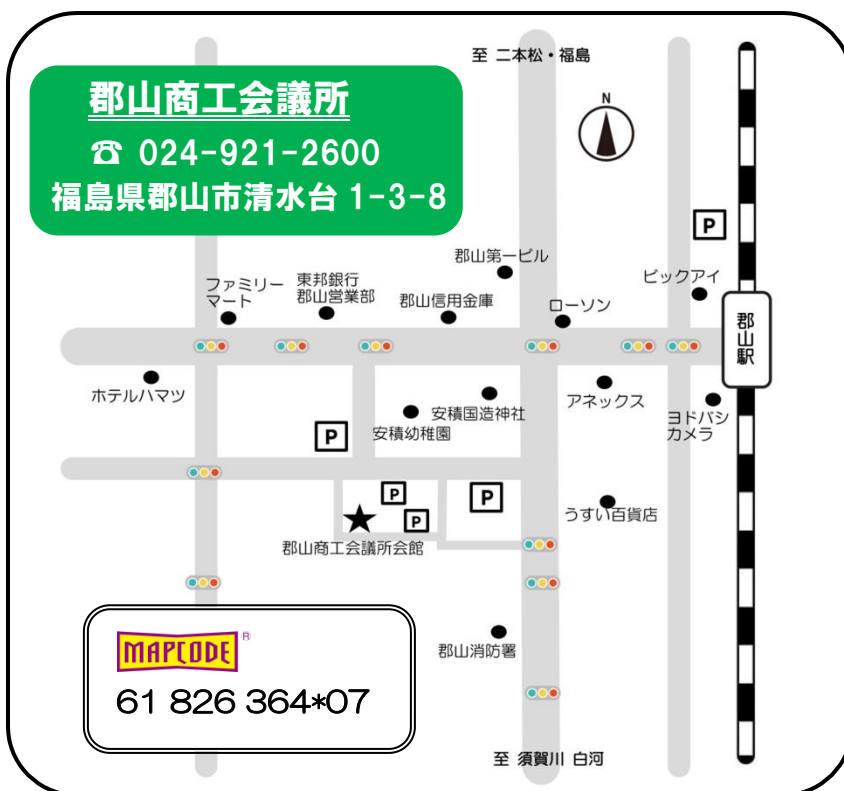 至 二本松・福島
郡山商工会議所
☎ 024-921-2600
福島県郡山市清水台 1-3-8
N
P
郡山第一ビル
ビックアイ
ファミリー
マート
東邦銀行
郡山営業部
郡山信用金庫
ローソン
郡山駅
ホテルハマツ
安積国造神社
安積幼稚園
アネックス
ヨドバシ
カメラ
P
P
P
P
うすい百貨店
郡山商工会議所会館
郡山消防署
MAPCODE®
61 826 364*07
至 須賀川 白河